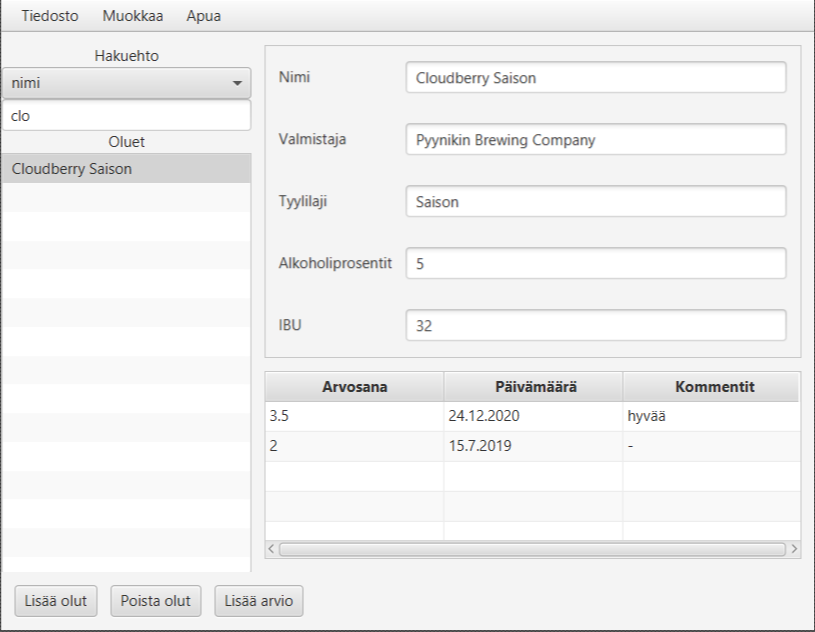 Tiedosto Muokkaa Apua
Hakuehto
nimi
clo
Oluet
Cloudberry Saison
Nimi Cloudberry Saison
Valmistaja Pyynikin Brewing Company
Tyylilaji Saison
Alkoholiprosentit 5
IBU 32
Arvosana Päivämäärä Kommentit
3.5 24.12.2020 hyvää
2 15.7.2019 -
Lisää olut Poista olut Lisää arvio